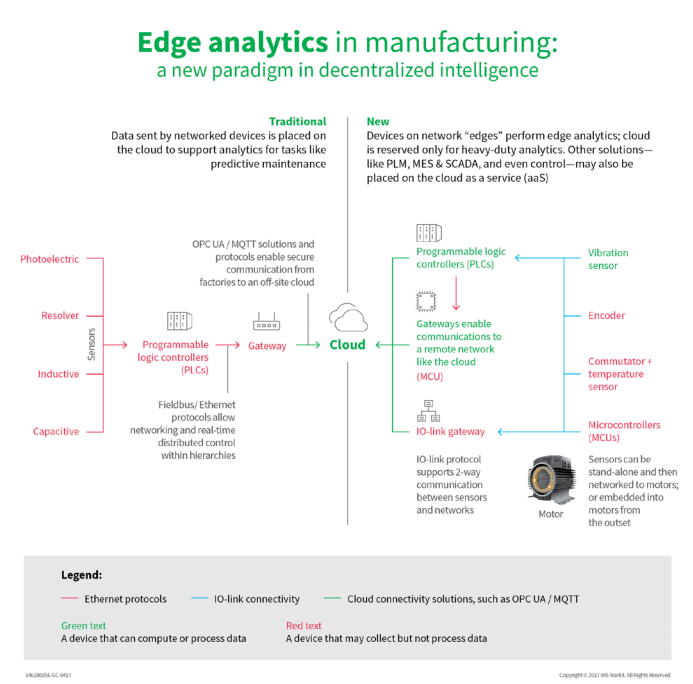 Edge analytics in manufacturing:
a new paradigm in decentralized intelligence
Traditional
Data sent by networked devices is placed on
the cloud to support analytics for tasks like
predictive maintenance
New
Devices on network “edges” perform edge analytics; cloud
is reserved only for heavy-duty analytics. Other solutions—
like PLM, MES & SCADA, and even control—may also be
placed on the cloud as a service (aaS)
Photoelectric
Resolver
Inductive
Capacitive
Sensors
Programmable
logic controllers
(PLCs)
Fieldbus/ Ethernet
protocols allow
networking and real-time
distributed control
within hierarchies
Gateway
OPC UA / MQTT solutions and
protocols enable secure
communication from
factories to an off-site cloud
Cloud
Programmable logic
controllers (PLCs)
Gateways enable
communications to
a remote network
like the cloud
(MCU)
IO-link gateway
IO-link protocol
supports 2-way
communication
between sensors
and networks
Vibration
sensor
Encoder
Commutator +
temperature
sensor
Microcontrollers
(MCUs)
Motor
Sensors can be
stand-alone and then
networked to motors;
or embedded into
motors from
the outset
Legend:
Ethernet protocols
IO-link connectivity
Cloud connectivity solutions, such as OPC UA / MQTT
Green text
A device that can compute or process data
Red text
A device that may collect but not process data
146280356-GC-0417
Copyright © 2017 IHS Markit. All Rights Reserved